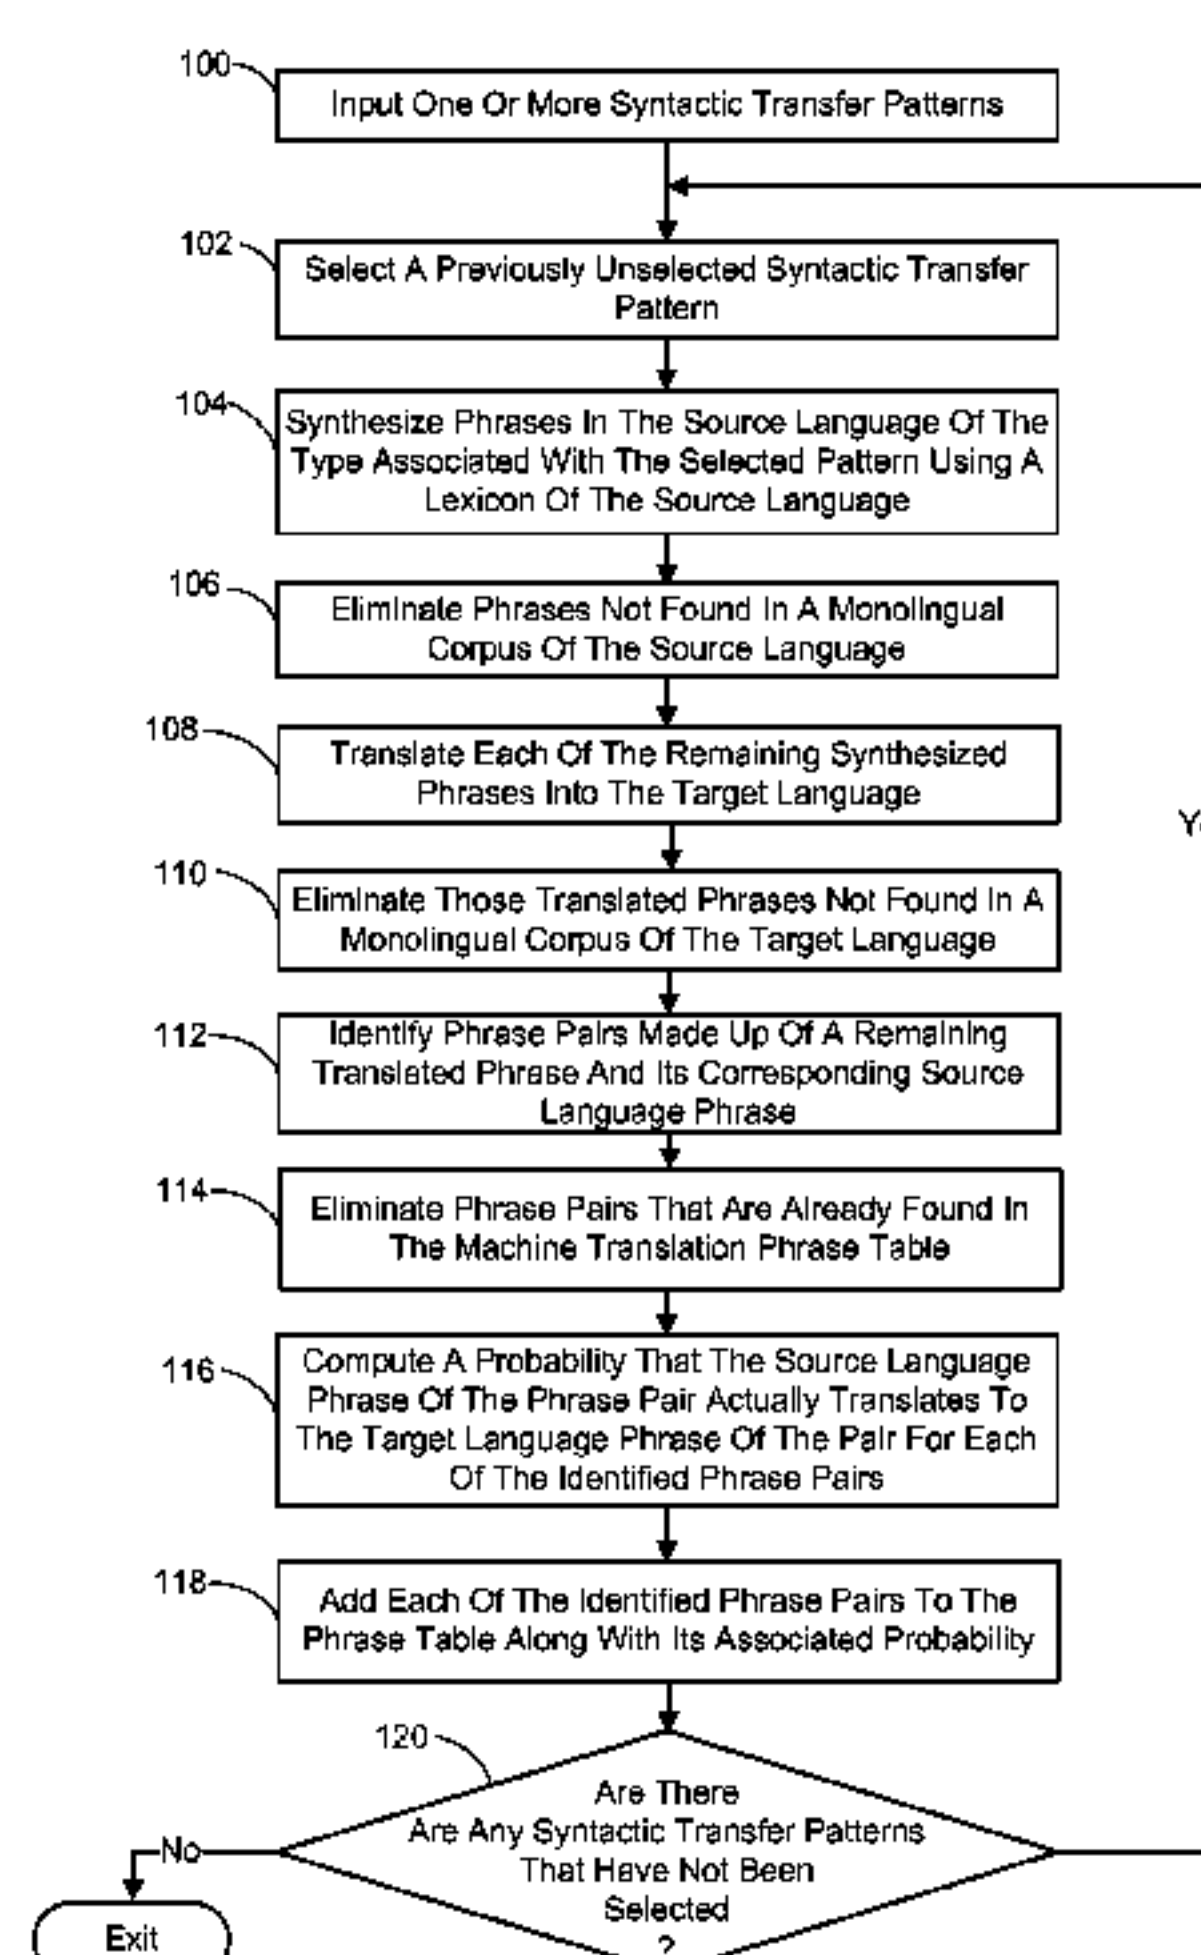 100
Input One Or More Syntactic Transfer Patterns
102
Select A Previously Unselected Syntactic Transfer
Pattern
104
Synthesize Phrases In The Source Language Of The
Type Associated With The Selected Pattern Using A
Lexicon Of The Source Language
106
Eliminate Phrases Not Found In A Monolingual
Corpus Of The Source Language
108
Translate Each Of The Remaining Synthesized
Phrases Into The Target Language
110
Eliminate Those Translated Phrases Not Found In A
Monolingual Corpus Of The Target Language
112
Identify Phrase Pairs Made Up Of A Remaining
Translated Phrase And Its Corresponding Source
Language Phrase
114
Eliminate Phrase Pairs That Are Already Found In
The Machine Translation Phrase Table
116
Compute A Probability That The Source Language
Phrase Of The Phrase Pair Actually Translates To
The Target Language Phrase Of The Pair For Each
Of The Identified Phrase Pairs
118
Add Each Of The Identified Phrase Pairs To The
Phrase Table Along With Its Associated Probability
120
Are There
Are Any Syntactic Transfer Patterns
That Have Not Been
Selected
?
No
Exit